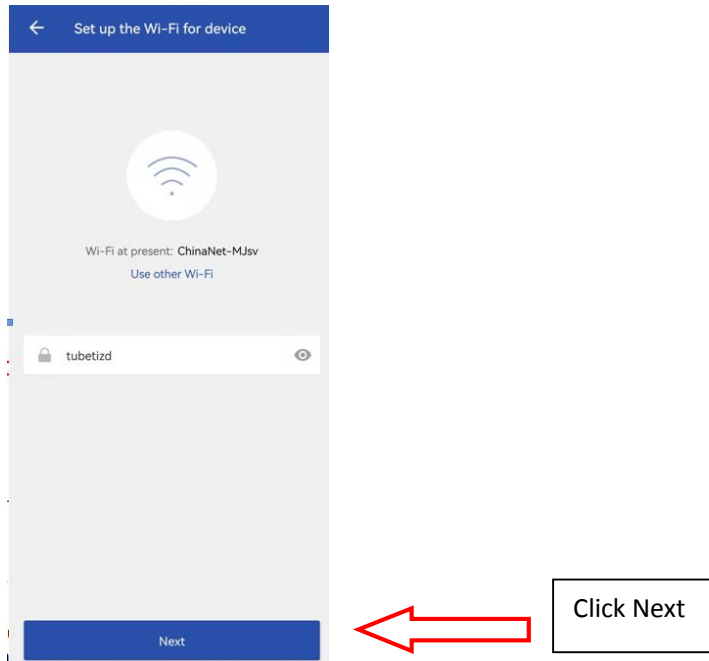 Set up the Wi-Fi for device
Wi-Fi at present: ChinaNet-MJsv
Use other Wi-Fi
tubetizd
Next
Click Next